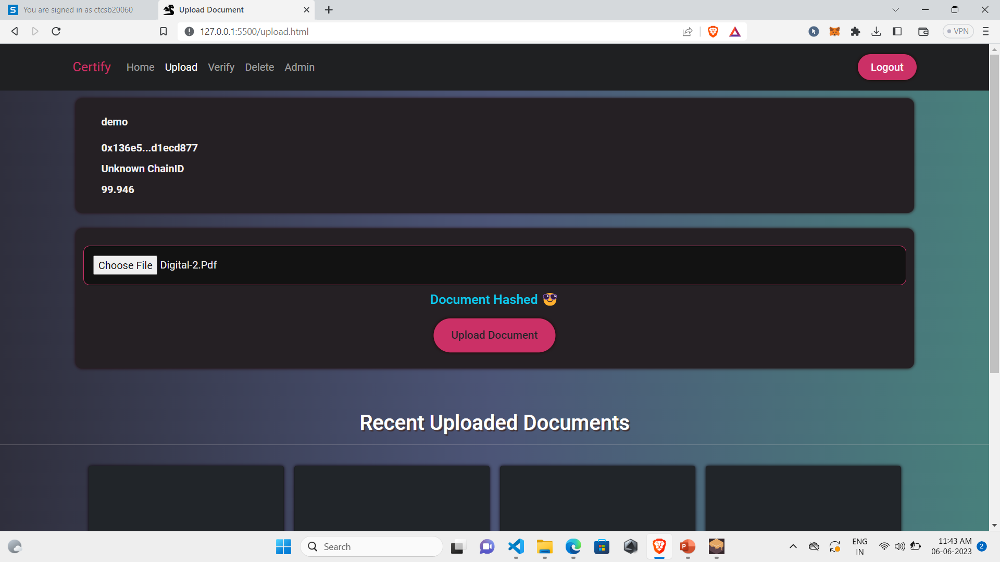 You are signed in as ctcsb20060
Upload Document
127.0.0.1:5500/upload.html
VPN
Certify
Home
Upload
Verify
Delete
Admin
Logout
demo
0x136e5...d1ecd877
Unknown ChainID
99.946
Choose File Digital-2.Pdf
Document Hashed 😎
Upload Document
Recent Uploaded Documents
Search
ENG
IN
11:43 AM
06-06-2023
2